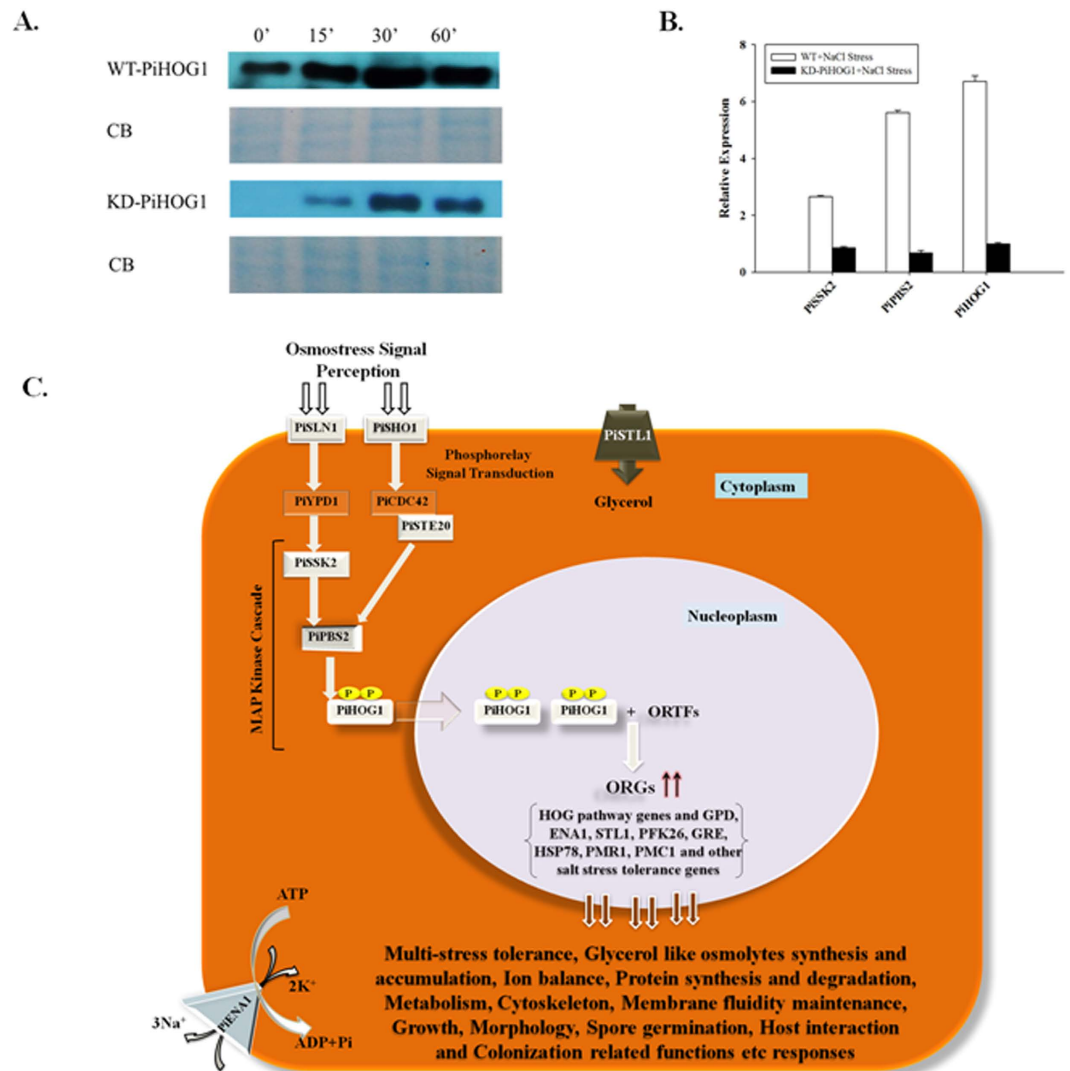 A.
0’ 15’ 30’ 60’
WT-PiHOG1
CB
KD-PiHOG1
CB
B.
8
6
4
2
0
Relative Expression
WT+NaCl Stress
KD-PiHOG1+NaCl Stress
PiSSK2
PiPBS2
PiHOG1
C.
Osmostress Signal
Perception
PiSLN1
PiSHO1
Phosphorelay
Signal Transduction
PiYPD1
PiCDC42
PiSTE20
PiSSK2
PiPBS2
MAP Kinase Cascade
P P
PiHOG1
PiSTL1
Glycerol
Cytoplasm
Nucleoplasm
P P
PiHOG1
P P
PiHOG1
+ ORTFs
ORGs
HOG pathway genes and GPD,
ENA1, STL1, PFK26, GRE,
HSP78, PMR1, PMC1 and other
salt stress tolerance genes
ATP
2K+
3Na+
PiENA1
ADP+Pi
Multi-stress tolerance, Glycerol like osmolytes synthesis and
accumulation, Ion balance, Protein synthesis and degradation,
Metabolism, Cytoskeleton, Membrane fluidity maintenance,
Growth, Morphology, Spore germination, Host interaction
and Colonization related functions etc responses